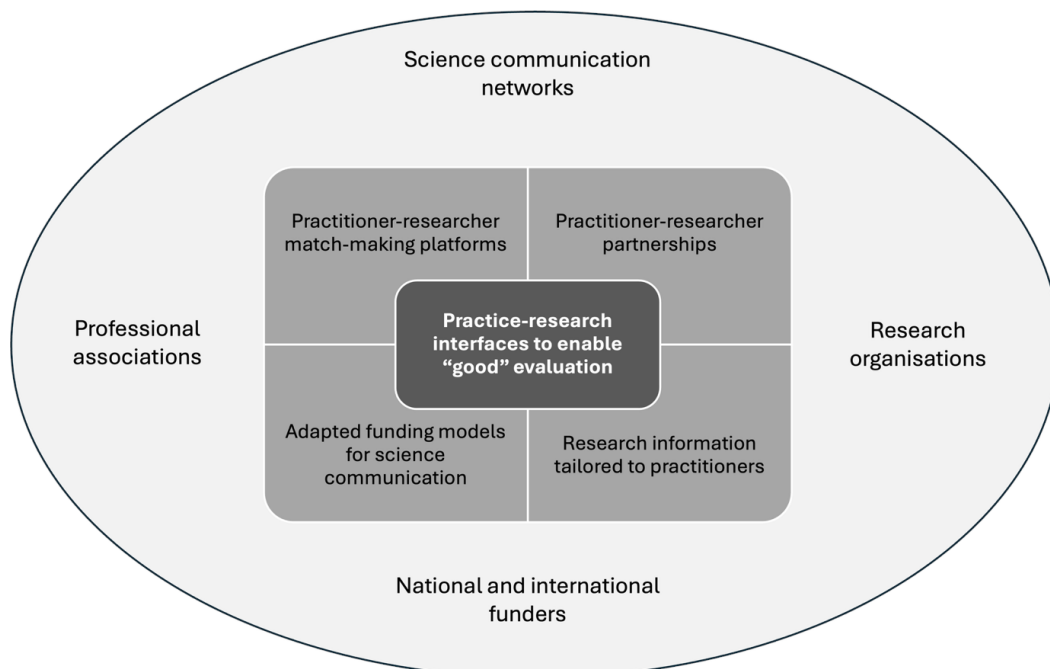 Science communication
networks
Practitioner-researcher
match-making platforms
Practitioner-researcher
partnerships
Practice-research
interfaces to enable
“good” evaluation
Professional
associations
Research
organisations
Adapted funding models
for science
communication
Research information
tailored to practitioners
National and international
funders